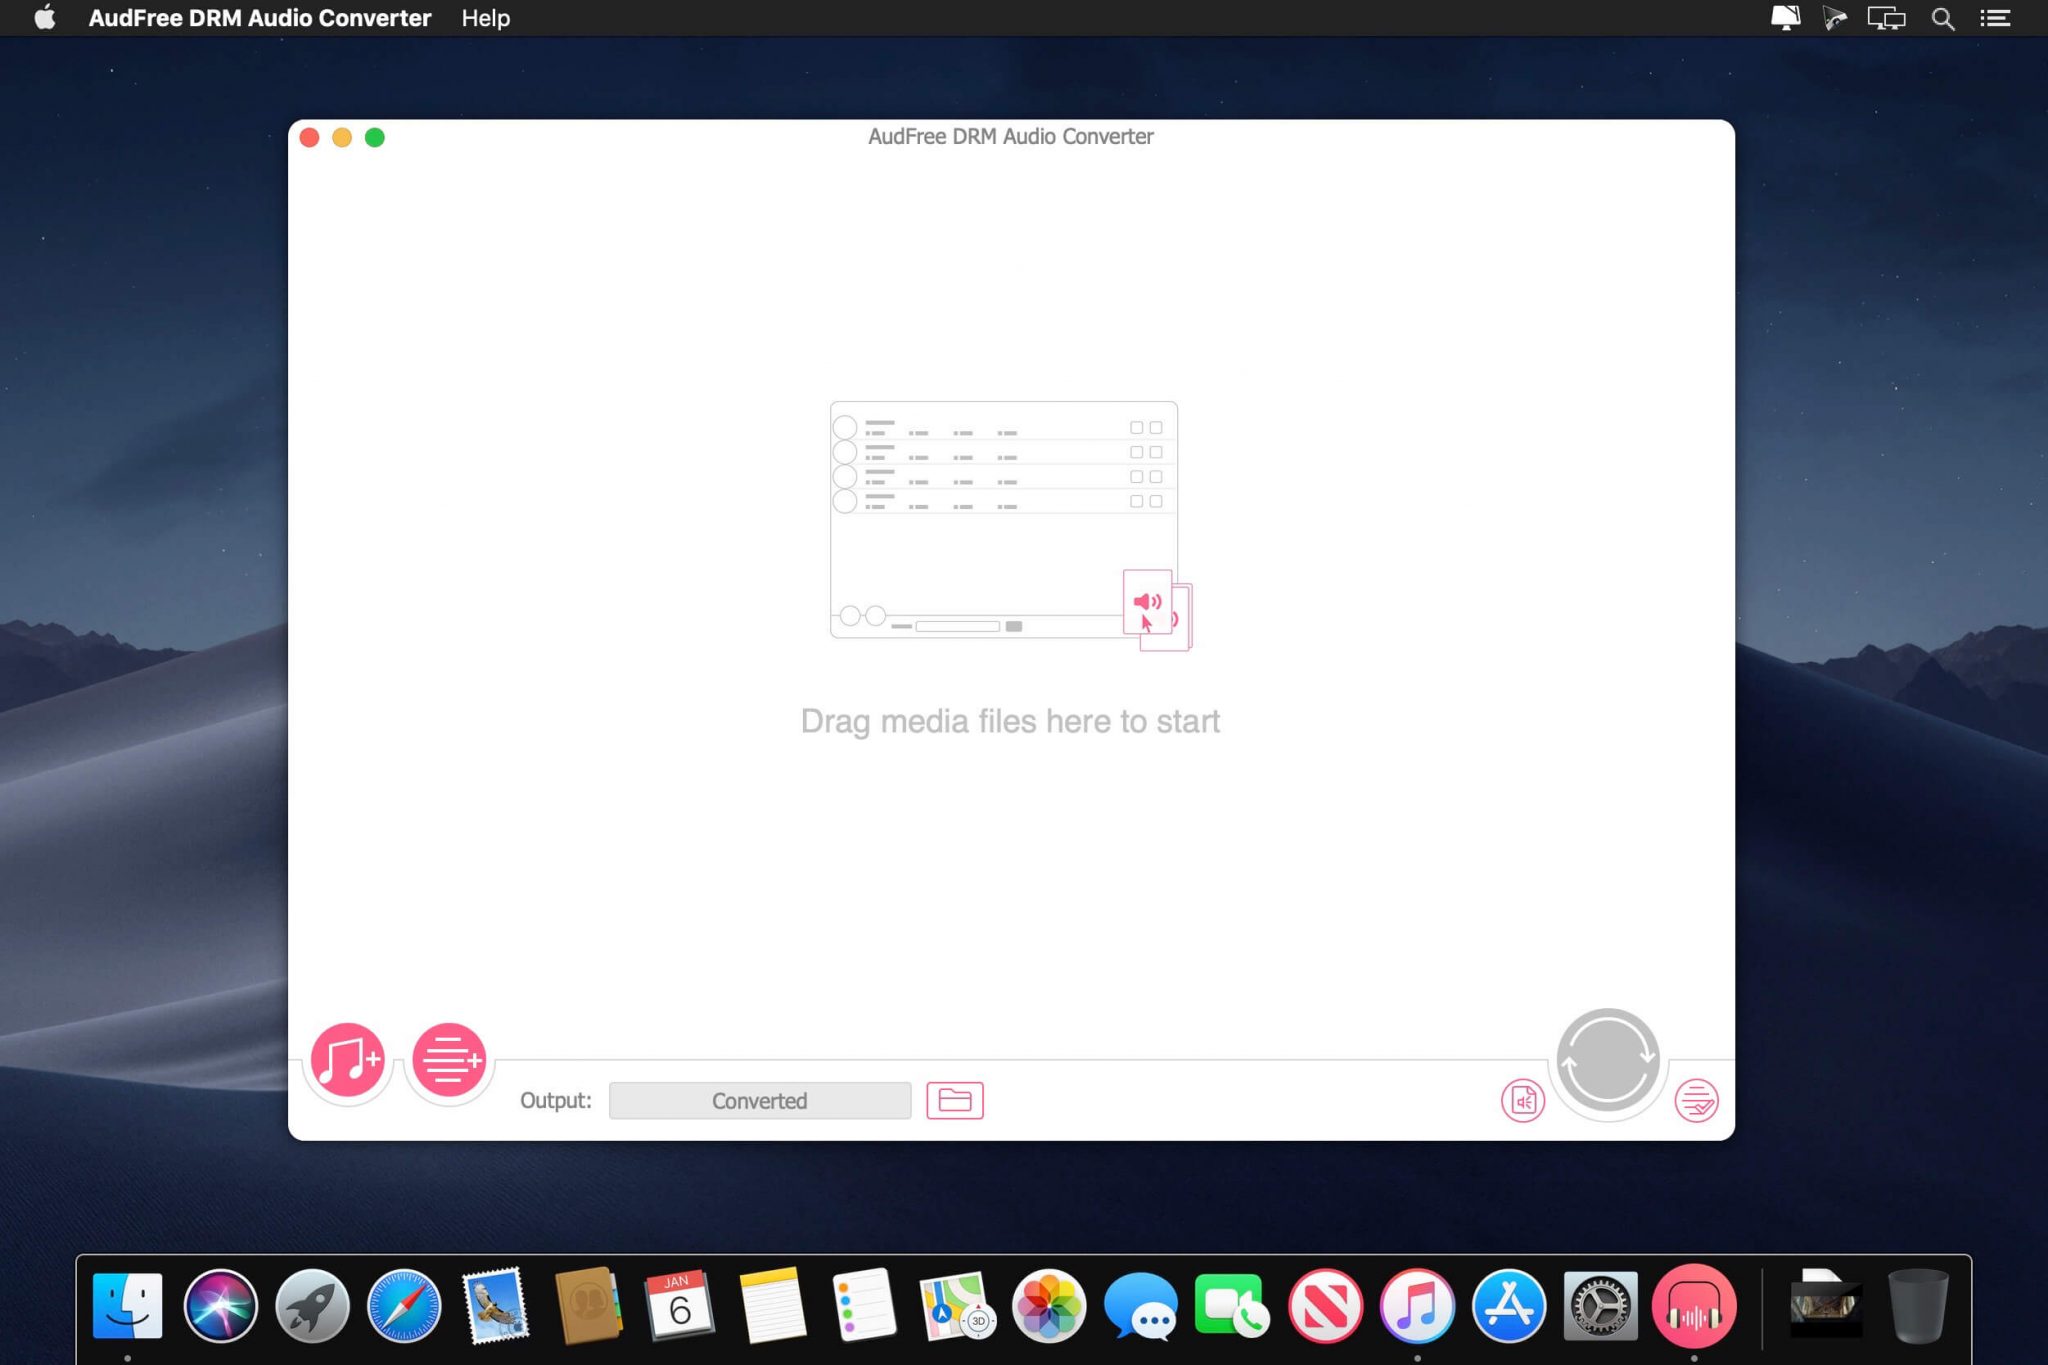 AudFree DRM Audio Converter Help
AudFree DRM Audio Converter
Drag media files here to start
Output: Converted
JAN
6
3D